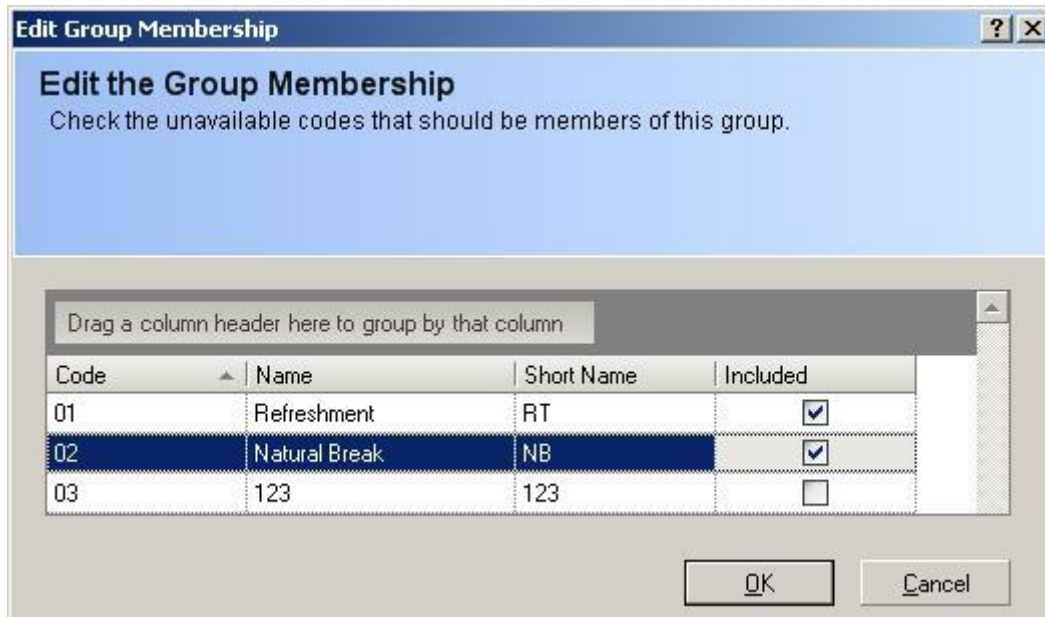 Edit Group Membership
Edit the Group Membership
Check the unavailable codes that should be members of this group.
Drag a column header here to group by that column
Code Name Short Name Included
01 Refreshment RT
02 Natural Break NB
03 123 123
OK Cancel